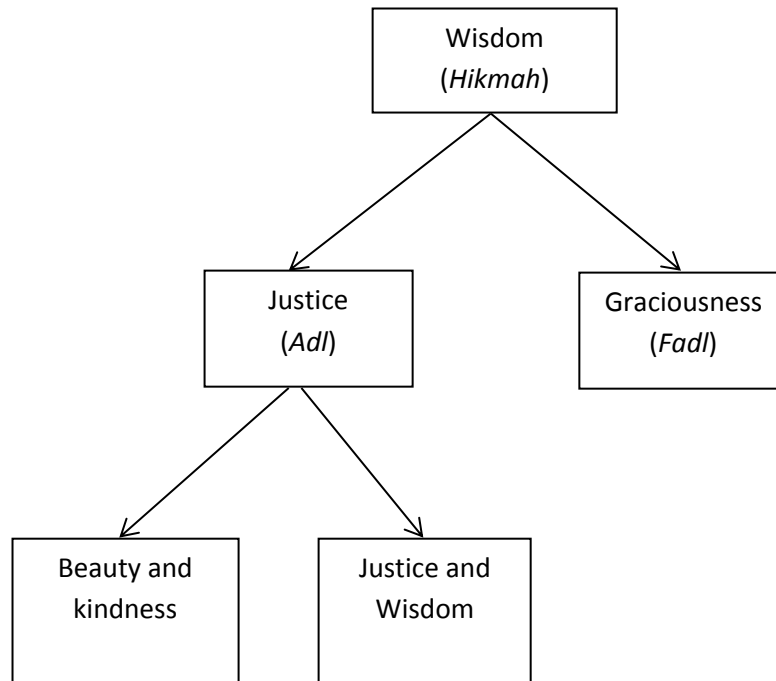 Wisdom
(Hikmah)
Justice
(Adl)
Graciousness
(Fadl)
Beauty and
kindness
Justice and
Wisdom